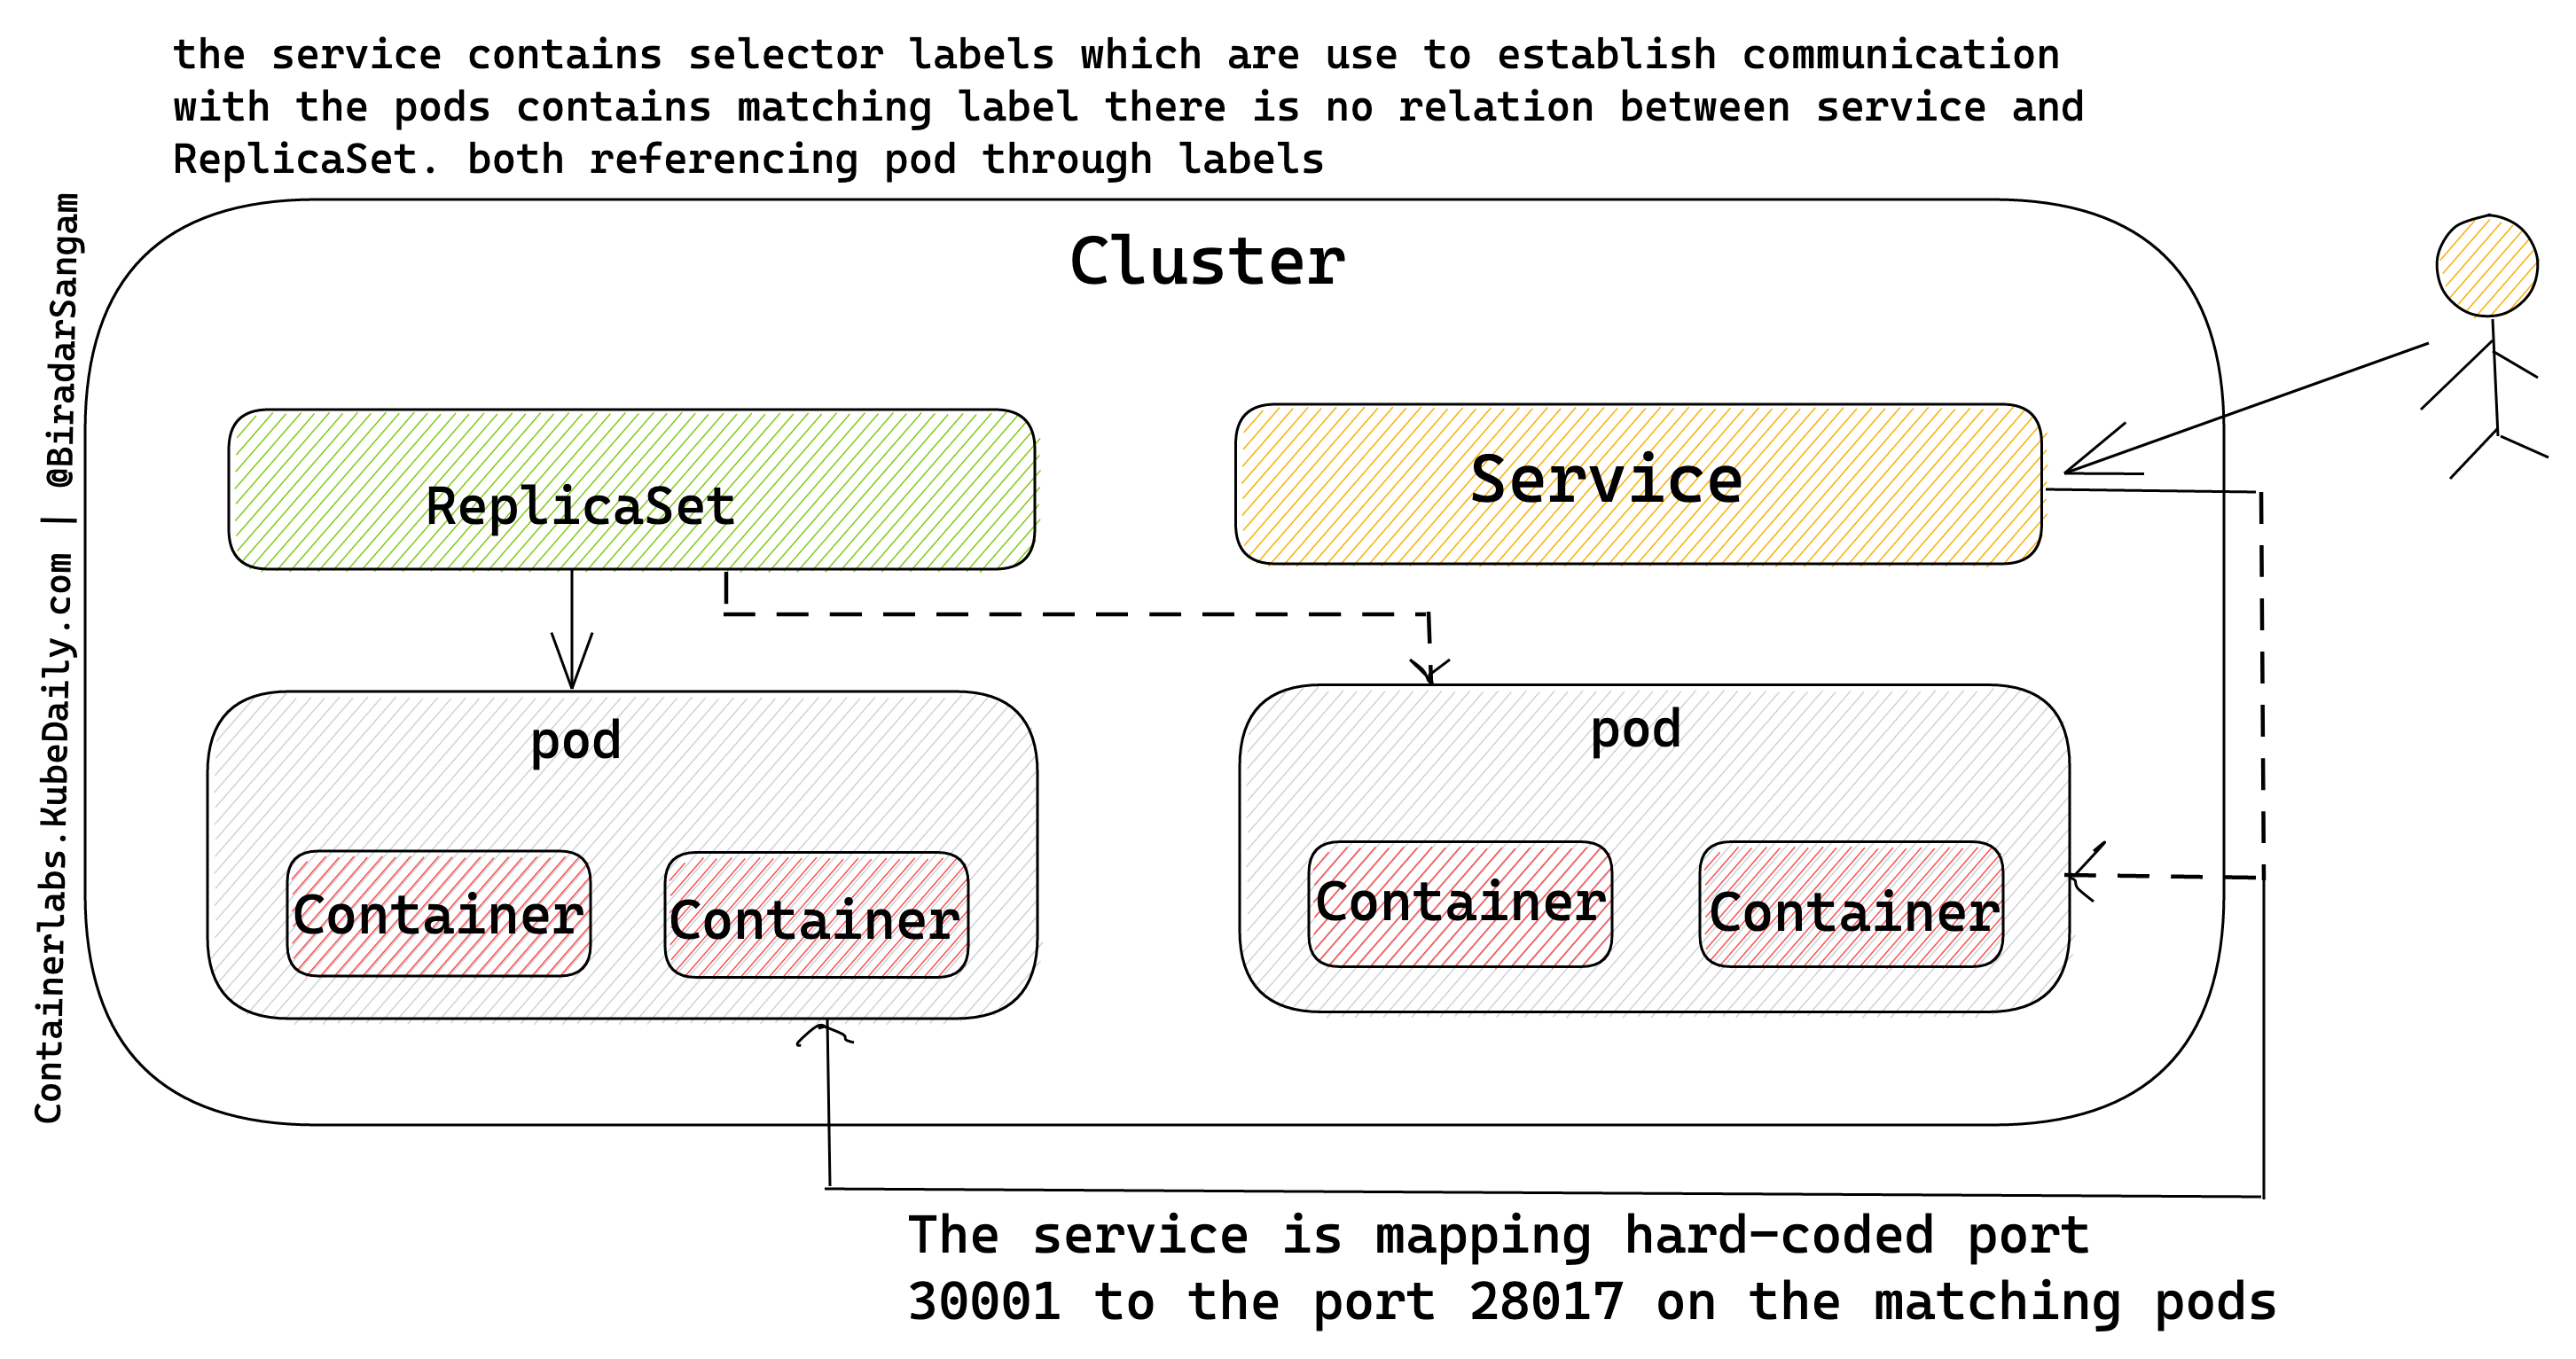 the service contains selector labels which are use to establish communication
with the pods contains matching label there is no relation between service and
ReplicaSet. both referencing pod through labels
Containerlabs.KubeDaily.com | @BiradarSangam
Cluster
ReplicaSet
Service
pod
pod
Container
Container
Container
Container
The service is mapping hard-coded port
30001 to the port 28017 on the matching pods